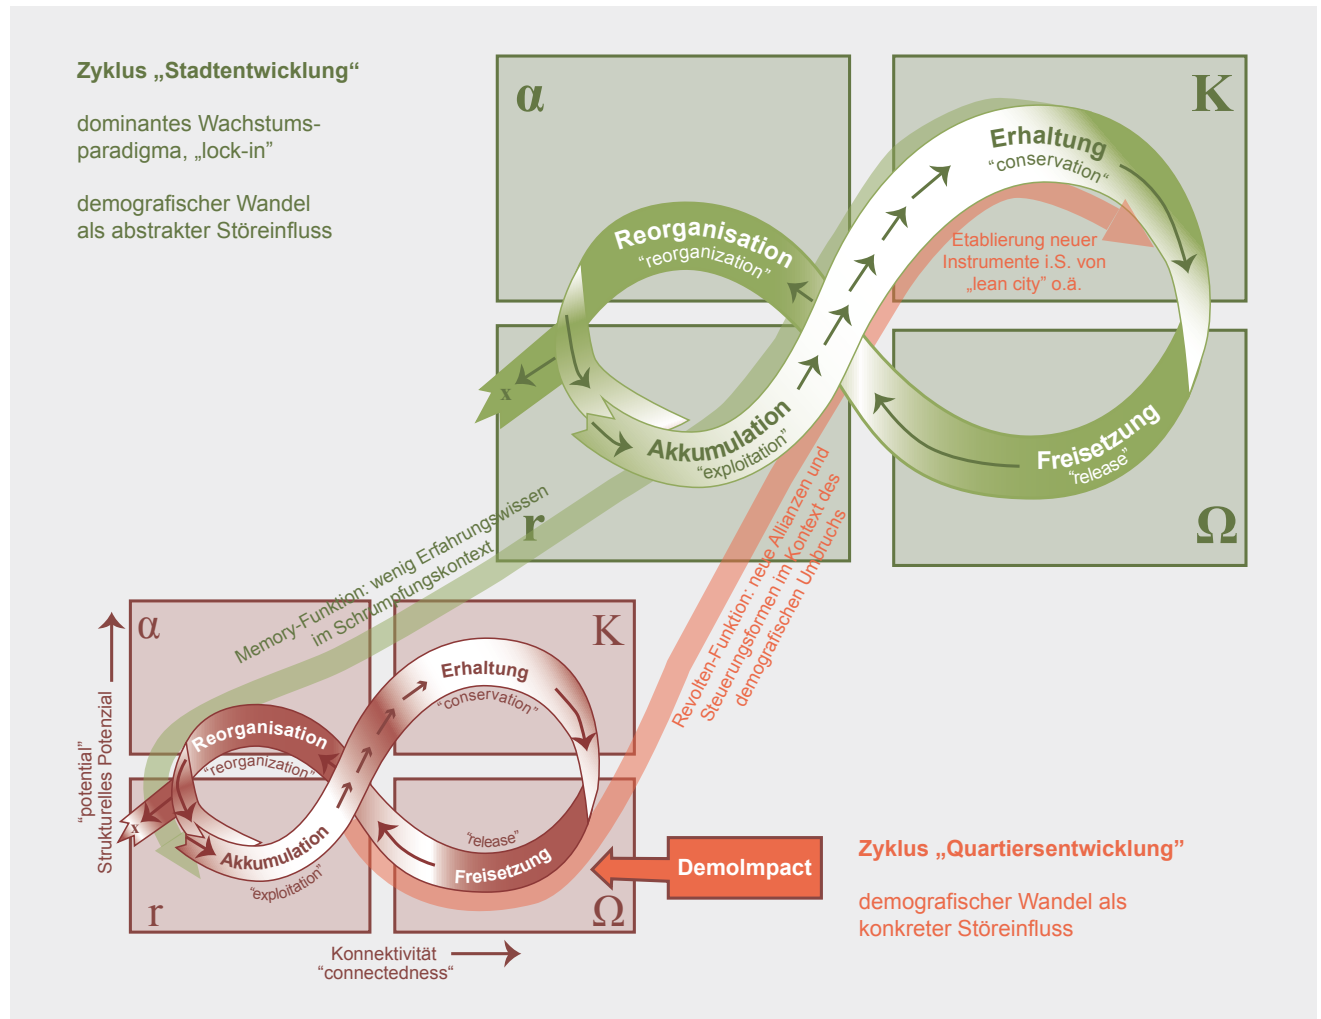 Zyklus „Stadtentwicklung“
dominantes Wachstums-
paradigma, „lock-in”
demografischer Wandel
als abstrakter Störeinfluss
α
K
Erhaltung
“conservation“
Reorganisation
“reorganization”
Etablierung neuer
Instrumente i.S. von
„lean city” o.ä.
x
Akkumulation
“exploitation”
Freisetzung
“release”
r
Ω
Memory-Funktion: wenig Erfahrungswissen
im Schrumpfungskontext
Revolten-Funktion: neue Allianzen und
Steuerungsformen im Kontext des
demografischen Umbruchs
“potential”
Strukturelles Potenzial
α
K
Erhaltung
“conservation”
Reorganisation
“reorganization”
x
Akkumulation
“exploitation”
“release”
Freisetzung
r
Ω
DemoImpact
Zyklus „Quartiersentwicklung”
demografischer Wandel als
konkreter Störeinfluss
Konnektivität
“connectedness“